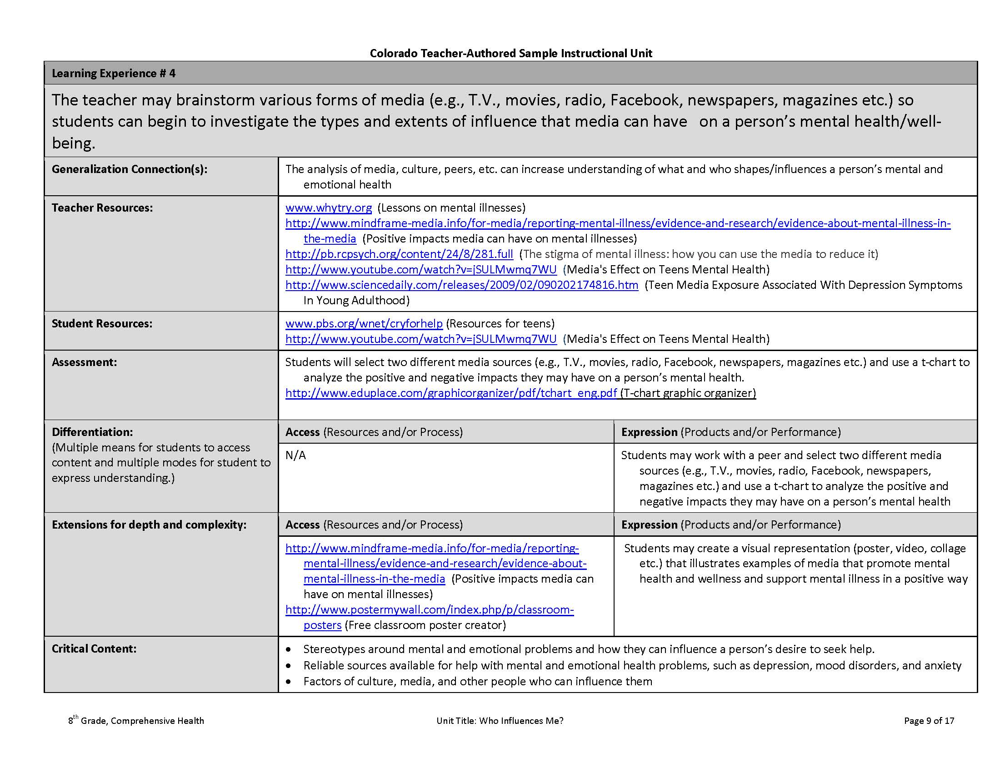 Colorado Teacher-Authored Sample Instructional Unit
Learning Experience # 4
The teacher may brainstorm various forms of media (e.g., T.V., movies, radio, Facebook, newspapers, magazines etc.) so
students can begin to investigate the types and extents of influence that media can have   on a person’s mental health/well-
being.
Generalization Connection(s):
The analysis of media, culture, peers, etc. can increase understanding of what and who shapes/influences a person’s mental and
emotional health
Teacher Resources:
www.whytry.org  (Lessons on mental illnesses)
http://www.mindframe-media.info/for-media/reporting-mental-illness/evidence-and-research/evidence-about-mental-illness-in-
the-media  (Positive impacts media can have on mental illnesses)
http://pb.rcpsych.org/content/24/8/281.full  (The stigma of mental illness: how you can use the media to reduce it)
http://www.youtube.com/watch?v=jSULMwmq7WU  (Media's Effect on Teens Mental Health)
http://www.sciencedaily.com/releases/2009/02/090202174816.htm  (Teen Media Exposure Associated With Depression Symptoms
In Young Adulthood)
Student Resources:
www.pbs.org/wnet/cryforhelp (Resources for teens)
http://www.youtube.com/watch?v=jSULMwmq7WU  (Media's Effect on Teens Mental Health)
Assessment:
Students will select two different media sources (e.g., T.V., movies, radio, Facebook, newspapers, magazines etc.) and use a t-chart to
analyze the positive and negative impacts they may have on a person’s mental health.
http://www.eduplace.com/graphicorganizer/pdf/tchart_eng.pdf (T-chart graphic organizer)
Differentiation:
(Multiple means for students to access
content and multiple modes for student to
express understanding.)
Access (Resources and/or Process)
Expression (Products and/or Performance)
N/A
Students may work with a peer and select two different media
sources (e.g., T.V., movies, radio, Facebook, newspapers,
magazines etc.) and use a t-chart to analyze the positive and
negative impacts they may have on a person’s mental health
Extensions for depth and complexity:
Access (Resources and/or Process)
Expression (Products and/or Performance)
http://www.mindframe-media.info/for-media/reporting-
mental-illness/evidence-and-research/evidence-about-
mental-illness-in-the-media  (Positive impacts media can
have on mental illnesses)
http://www.postermywall.com/index.php/p/classroom-
posters (Free classroom poster creator)
Students may create a visual representation (poster, video, collage
etc.) that illustrates examples of media that promote mental
health and wellness and support mental illness in a positive way
Critical Content:
• Stereotypes around mental and emotional problems and how they can influence a person’s desire to seek help.
• Reliable sources available for help with mental and emotional health problems, such as depression, mood disorders, and anxiety
• Factors of culture, media, and other people who can influence them
8th Grade, Comprehensive Health
Unit Title: Who Influences Me?
Page 9 of 17